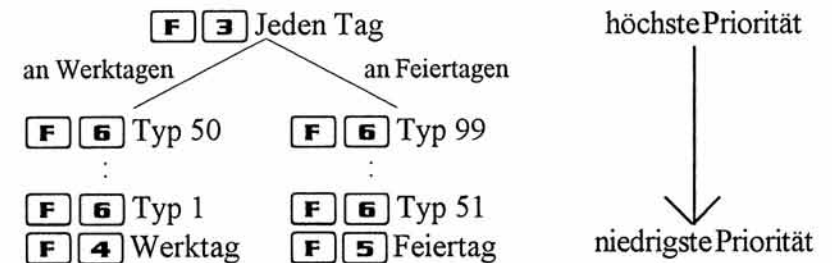 F 3 Jeden Tag höchste Priorität
an Werktagen an Feiertagen
F 6 Typ 50 F 6 Typ 99
: :
F 6 Typ 1 F 6 Typ 51
F 4 Werktag F 5 Feiertag niedrigste Priorität